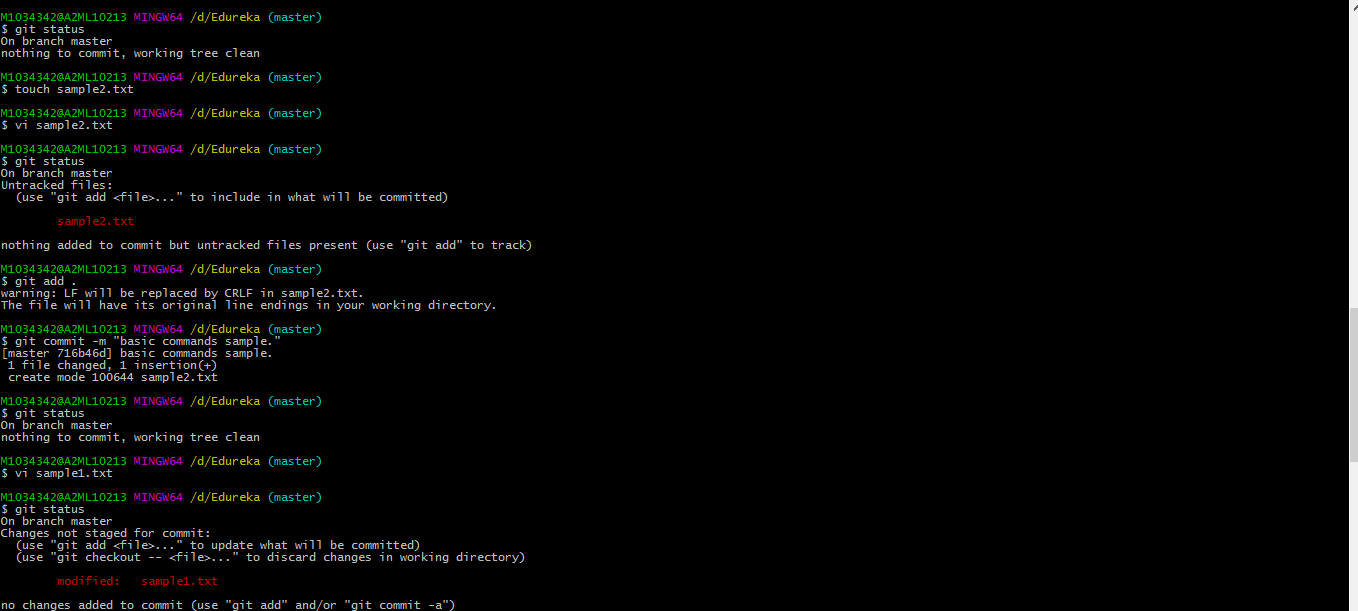 M1034342@A2ML10213 MINGW64 /d/Edureka (master)
$ git status
On branch master
nothing to commit, working tree clean
M1034342@A2ML10213 MINGW64 /d/Edureka (master)
$ touch sample2.txt
M1034342@A2ML10213 MINGW64 /d/Edureka (master)
$ vi sample2.txt
M1034342@A2ML10213 MINGW64 /d/Edureka (master)
$ git status
On branch master
Untracked files:
  (use "git add <file>..." to include in what will be committed)
        sample2.txt
nothing added to commit but untracked files present (use "git add" to track)
M1034342@A2ML10213 MINGW64 /d/Edureka (master)
$ git add .
warning: LF will be replaced by CRLF in sample2.txt.
The file will have its original line endings in your working directory.
M1034342@A2ML10213 MINGW64 /d/Edureka (master)
$ git commit -m "basic commands sample."
[master 716b46d] basic commands sample.
 1 file changed, 1 insertion(+)
 create mode 100644 sample2.txt
M1034342@A2ML10213 MINGW64 /d/Edureka (master)
$ git status
On branch master
nothing to commit, working tree clean
M1034342@A2ML10213 MINGW64 /d/Edureka (master)
$ vi sample1.txt
M1034342@A2ML10213 MINGW64 /d/Edureka (master)
$ git status
On branch master
Changes not staged for commit:
  (use "git add <file>..." to update what will be committed)
  (use "git checkout -- <file>..." to discard changes in working directory)
        modified:   sample1.txt
no changes added to commit (use "git add" and/or "git commit -a")